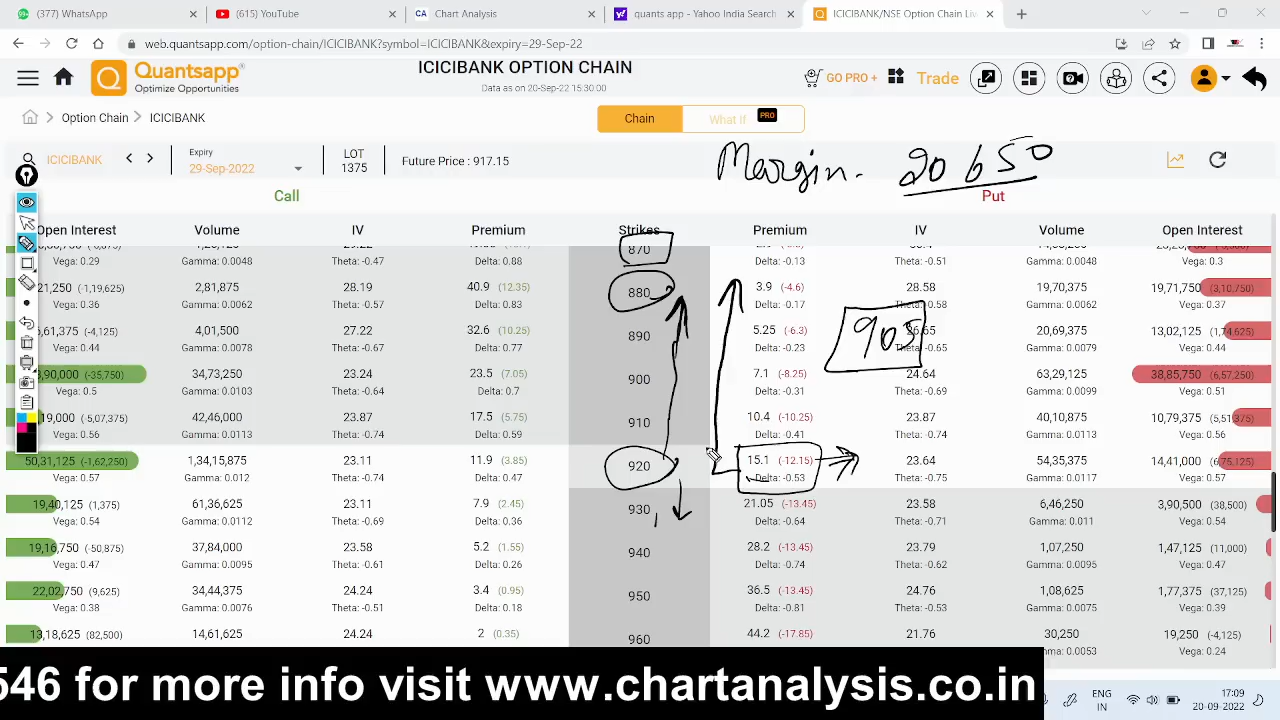 (99+) WhatsApp
(615) YouTube
Chart Analysis
quants app - Yahoo India Search
ICICIBANK/NSE Option Chain Liv
web.quantsapp.com/option-chain/ICICIBANK?symbol=ICICIBANK&expiry=29-Sep-22
Quantsapp
Optimize Opportunities
ICICIBANK OPTION CHAIN
Data as on 20-Sep-22 15:30:00
GO PRO +
Trade
Option Chain
ICICIBANK
Chain
What If
PRO
ICICIBANK
Expiry
29-Sep-2022
LOT
1375
Future Price : 917.15
Margin. 20 650
Call
Put
Open Interest Volume IV Premium Strikes Premium IV Volume Open Interest
870
Vega: 0.29 Gamma: 0.0048 Theta: -0.47 Delta: 0.88 Delta: -0.13 Theta: -0.51 Gamma: 0.0048 Vega: 0.3
21,250 (-1,19,625) 2,81,875 28.19 40.9 (12.35) 880 3.9 (-4.6) 28.58 19,70,375 19,71,37 (3,10,750)
Vega: 0.36 Gamma: 0.0062 Theta: -0.57 Delta: 0.83 0.58 Gamma: 0.0062 Vega: 0.36
6,61,375 (-4,125) 4,01,500 27.22 32.6 (10.25) 890 5.25 (-6.3) 20,69,375 13,02,125 (1,74,625)
Vega: 0.44 Gamma: 0.0078 Theta: -0.67 Delta: 0.77 Delta: -0.23 Theta: -0.65 Gamma: 0.0079 Vega: 0.44
905
3,90,000 (-35,750) 34,73,250 23.24 23.5 (7.05) 900 7.1 (-8.25) 24.64 63,29,125 38,85,750 (6,57,250)
Vega: 0.5 Gamma: 0.0103 Theta: -0.64 Delta: 0.7 Delta: -0.31 Theta: -0.69 Gamma: 0.0099 Vega: 0.51
19,000 (-5,07,375) 42,46,000 23.87 17.5 (5.75) 910 10.4 (-10.25) 23.87 40,10,875 10,79,375 (5,51,375)
Vega: 0.56 Gamma: 0.0113 Theta: -0.74 Delta: 0.59 Delta: -0.41 Theta: -0.74 Gamma: 0.0113 Vega: 0.56
50,31,125 (-1,62,250) 1,34,15,875 23.11 11.9 (3.85) 920 15.1 (-12.15) 23.64 54,35,375 14,61,625 (6,75,125)
Vega: 0.57 Gamma: 0.012 Theta: -0.74 Delta: 0.47 Delta: -0.53 Theta: -0.75 Gamma: 0.0117 Vega: 0.57
19,40,125 (1,375) 61,36,625 23.11 7.9 (2.45) 930 21.05 (-13.45) 23.58 6,46,250 3,90,500 (38,500)
Vega: 0.54 Gamma: 0.0112 Theta: -0.69 Delta: 0.36 Delta: -0.64 Theta: -0.71 Gamma: 0.011 Vega: 0.54
19,16,750 (-50,875) 37,84,000 23.58 5.2 (1.55) 940 28.2 (-13.45) 23.79 1,07,250 1,47,125 (11,000)
Vega: 0.47 Gamma: 0.0095 Theta: -0.61 Delta: 0.26 Delta: -0.74 Theta: -0.62 Gamma: 0.0095 Vega: 0.47
22,02,750 (9,625) 34,44,375 24.24 3.4 (0.95) 950 36.5 (-13.45) 24.76 1,08,625 1,77,375 (37,125)
Vega: 0.38 Gamma: 0.0076 Theta: -0.51 Delta: 0.18 Delta: -0.81 Theta: -0.53 Gamma: 0.0075 Vega: 0.39
13,18,625 (82,500) 14,61,625 24.24 2 (0.35) 960 44.2 (-17.85) 21.76 30,250 19,250 (-4,125)
0.0053 Vega: 0.24
546 for more info visit www.chartanalysis.co.in
ENG
IN
17:09
20-09-2022